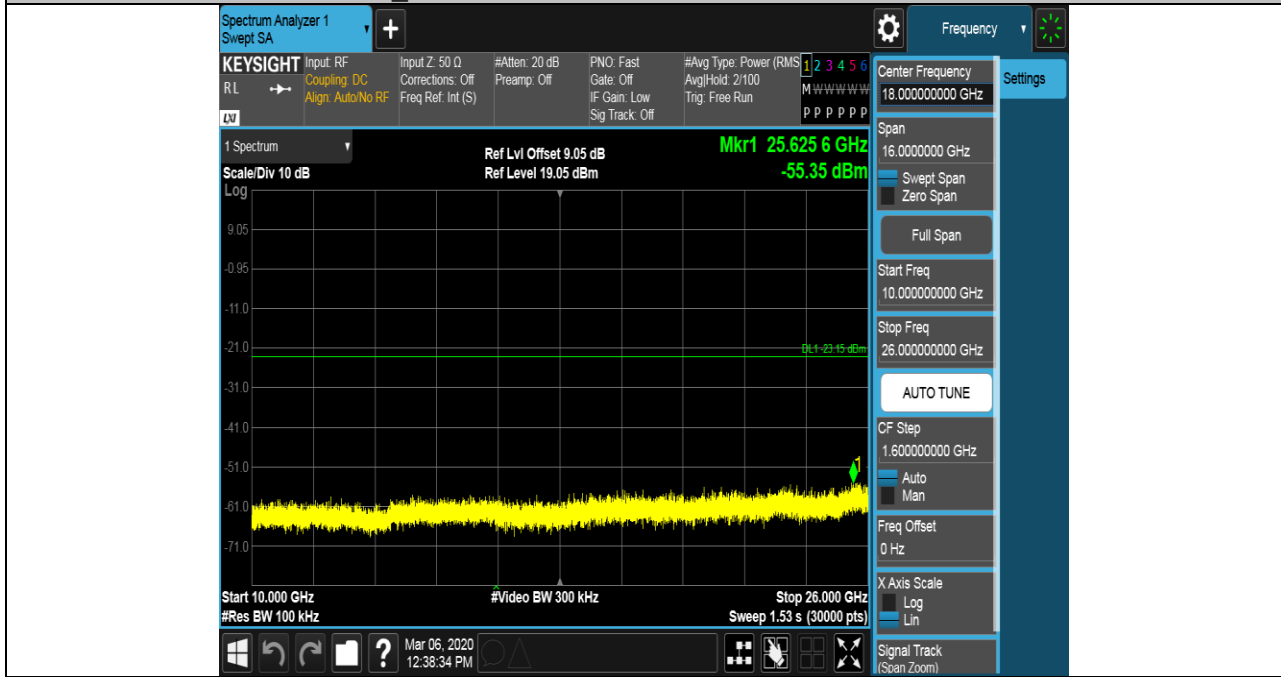 Spectrum Analyzer 1
Swept SA
+
Frequency
KEYSIGHT
RL
LXI
Input: RF
Coupling: DC
Align: Auto/No RF
Input Z: 50 Ω
Corrections: Off
Freq Ref: Int (S)
#Atten: 20 dB
Preamp: Off
PNO: Fast
Gate: Off
IF Gain: Low
Sig Track: Off
#Avg Type: Power (RMS
Avg|Hold: 2/100
Trig: Free Run
1 2 3 4 5 6
M W W W W W
P P P P P P
1 Spectrum
Scale/Div 10 dB
Log
Ref Lvl Offset 9.05 dB
Ref Level 19.05 dBm
Mkr1 25.625 6 GHz
-55.35 dBm
9.05
-0.95
-11.0
-21.0
DL1 -23.15 dBm
-31.0
-41.0
-51.0
1
-61.0
-71.0
Start 10.000 GHz
#Video BW 300 kHz
Stop 26.000 GHz
#Res BW 100 kHz
Sweep 1.53 s (30000 pts)
?
Mar 06, 2020
12:38:34 PM
Center Frequency
18.000000000 GHz
Span
16.0000000 GHz
Swept Span
Zero Span
Full Span
Start Freq
10.000000000 GHz
Stop Freq
26.000000000 GHz
AUTO TUNE
CF Step
1.600000000 GHz
Auto
Man
Freq Offset
0 Hz
X Axis Scale
Log
Lin
Signal Track
(Span Zoom)
Settings